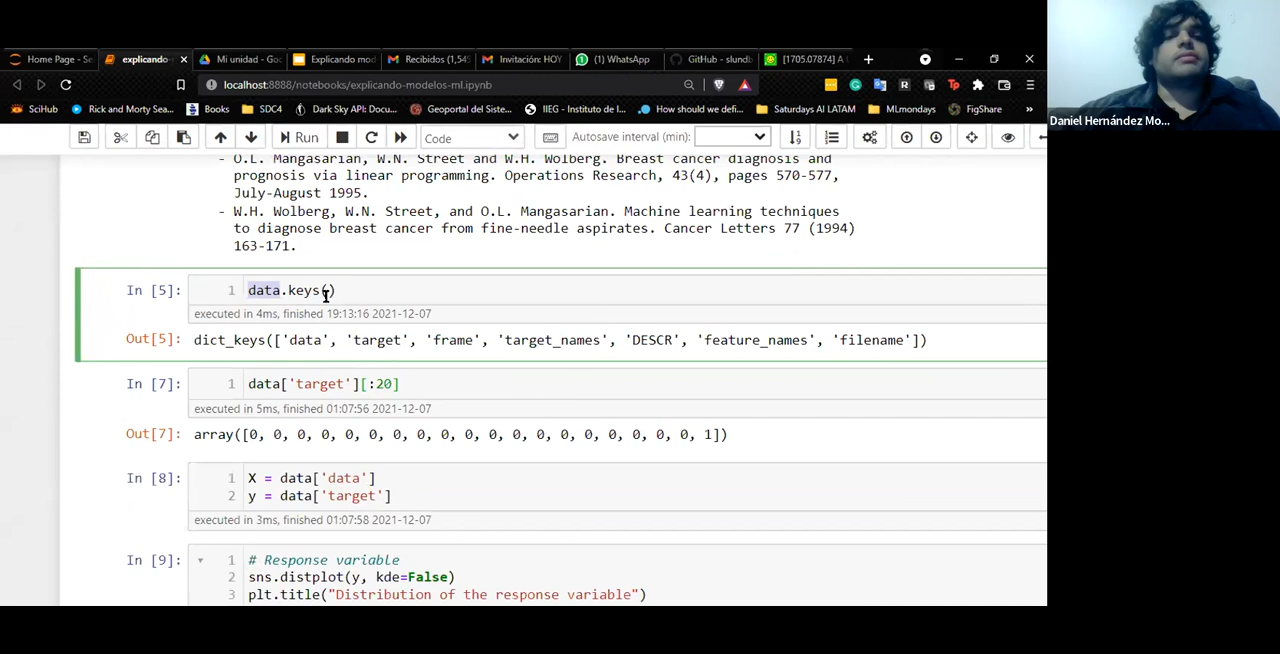 Home Page - Se
explicando-
Mi unidad - Goo
Explicando mod
Recibidos (1,545
Invitación: HOY
(1) WhatsApp
GitHub - slundb
[1705.07874] A U
localhost:8888/notebooks/explicando-modelos-ml.ipynb
SciHub
Rick and Morty Sea...
Books
SDC4
Dark Sky API: Docu...
Geoportal del Siste...
IIEG - Instituto de I...
How should we defi...
Saturdays AI LATAM
MLmondays
FigShare
Run
Code
Autosave interval (min):
- O.L. Mangasarian, W.N. Street and W.H. Wolberg. Breast cancer diagnosis and
prognosis via linear programming. Operations Research, 43(4), pages 570-577,
July-August 1995.
- W.H. Wolberg, W.N. Street, and O.L. Mangasarian. Machine learning techniques
to diagnose breast cancer from fine-needle aspirates. Cancer Letters 77 (1994)
163-171.
In [5]: 1 data.keys()
executed in 4ms, finished 19:13:16 2021-12-07
Out[5]: dict_keys(['data', 'target', 'frame', 'target_names', 'DESCR', 'feature_names', 'filename'])
In [7]: 1 data['target'][:20]
executed in 5ms, finished 01:07:56 2021-12-07
Out[7]: array([0, 0, 0, 0, 0, 0, 0, 0, 0, 0, 0, 0, 0, 0, 0, 0, 0, 0, 0, 1])
In [8]: 1 X = data['data']
2 y = data['target']
executed in 3ms, finished 01:07:58 2021-12-07
In [9]: 1 # Response variable
2 sns.distplot(y, kde=False)
3 plt.title("Distribution of the response variable")
Daniel Hernández Mo...